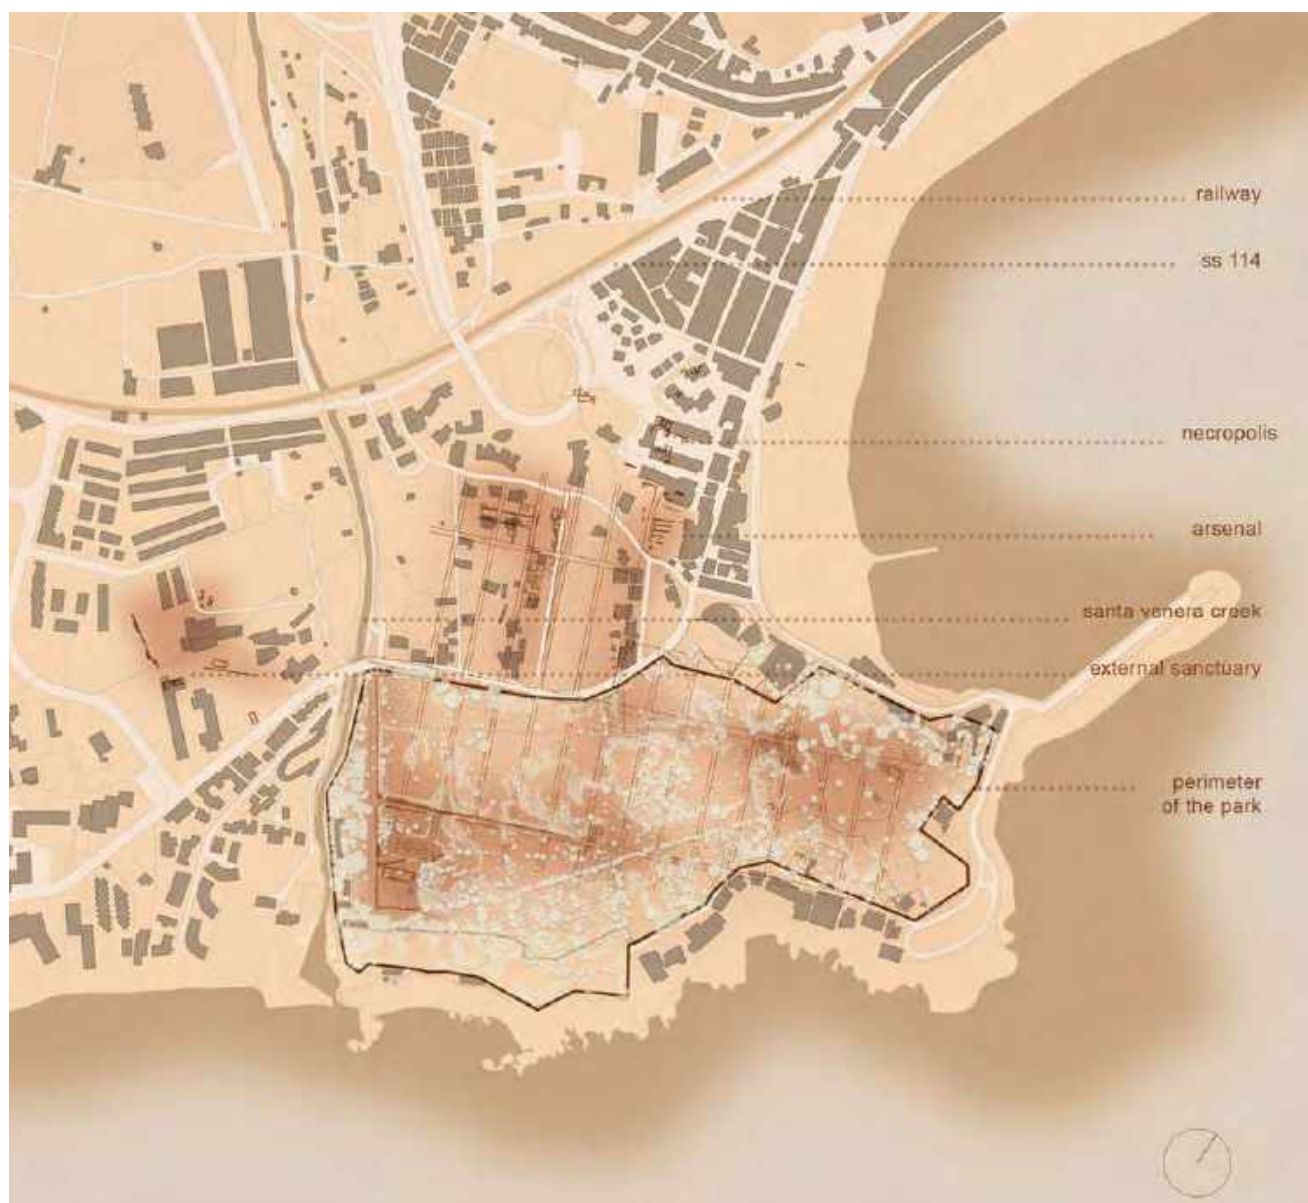 railway
ss 114
necropolis
arsenal
santa venera creek
external sanctuary
perimeter
of the park